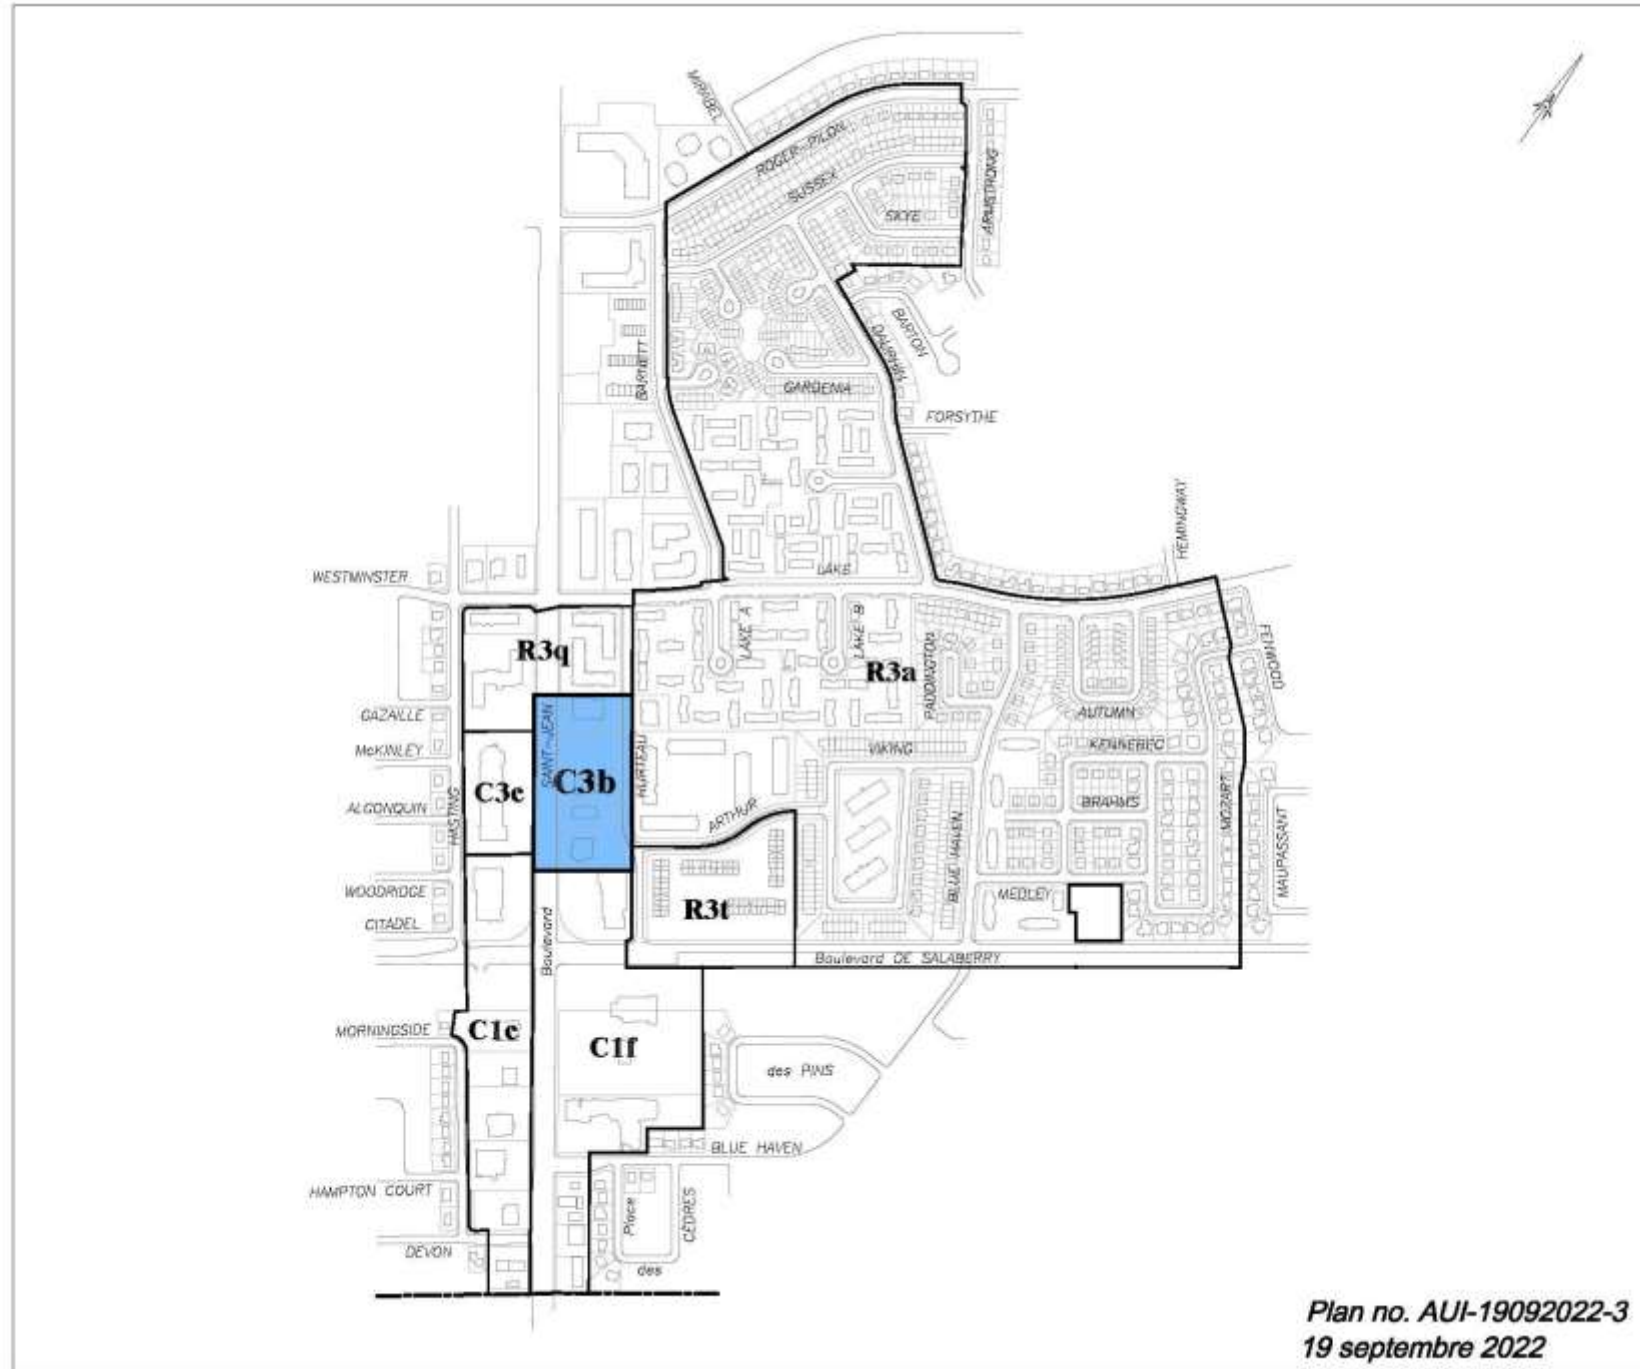 MIRABEL
ROGER-PILON
SUSSEX
SKYE
ARMSTRONG
BARNETT
BARTON
DAUPHIN
GARDENIA
FORSYTHE
HEMINGWAY
WESTMINSTER
LAKE
R3q
LAKE A
LAKE B
R3a
PADDINGTON
FENWOOD
GAZAILLE
SAINT-JEAN
AUTUMN
McKINLEY
HURTEAU
VIKING
KENNEBEC
C3c
C3b
ALGONQUIN
HASTING
ARTHUR
BRAHMS
MOZART
MAUPASSANT
BLUE HAVEN
WOODRIDGE
R3t
MEDLEY
CITADEL
Boulevard
Boulevard DE SALABERRY
MORNINGSIDE
C1e
C1f
des PINS
BLUE HAVEN
HAMPTON COURT
Place
CEDRES
DEVON
des
Plan no. AUI-19092022-3
19 septembre 2022